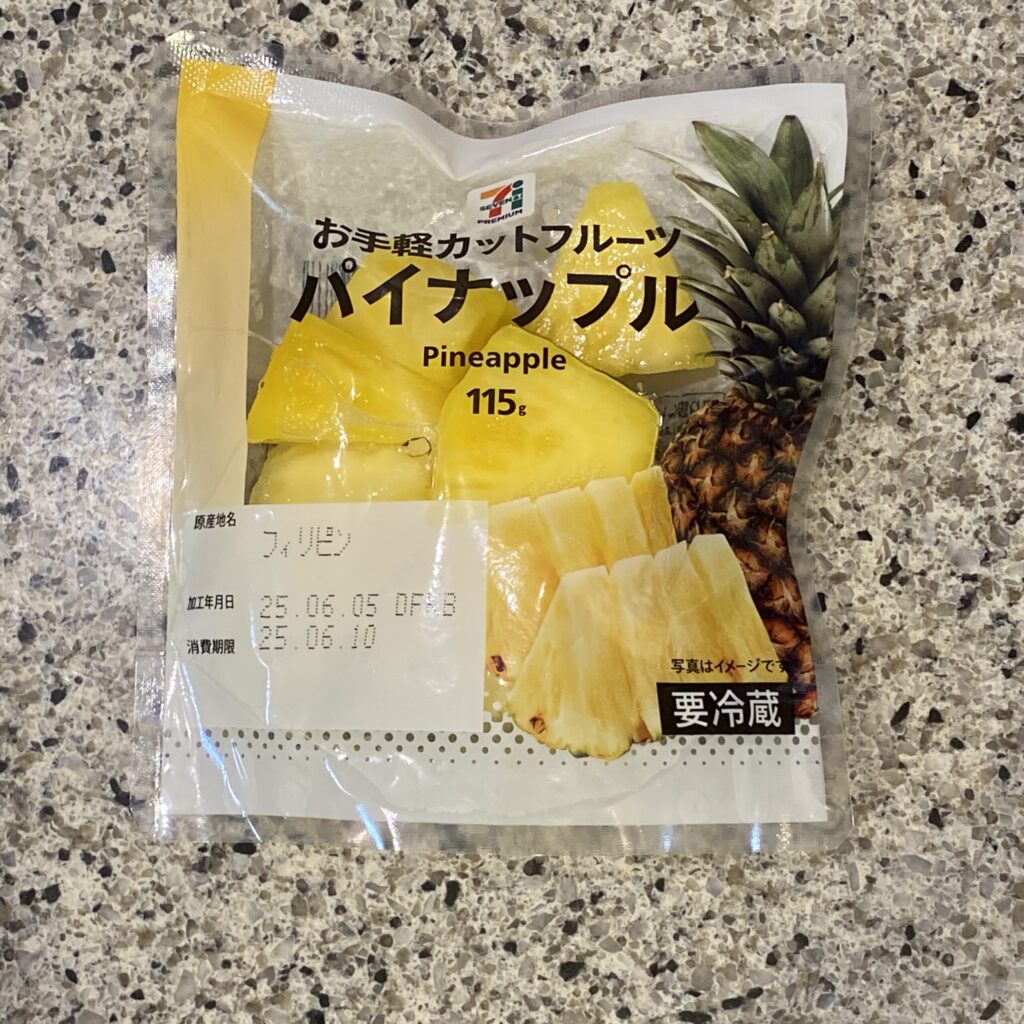 SEVEN&i
PREMIUM
お手軽カットフルーツ
パイナップル
Pineapple
115g
原産地名
フィリピン
加工年月日 25.06.05
消費期限 25.06.10
写真はイメージです
要冷蔵